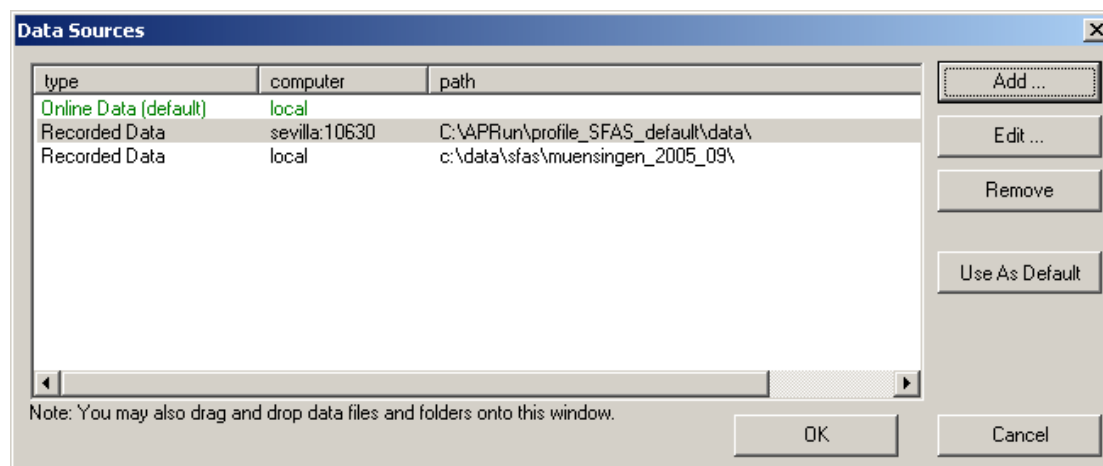 Data Sources
type computer path
Online Data (default) local
Recorded Data sevilla:10630 C:\APRun\profile_SFAS_default\data\
Recorded Data local c:\data\sfas\muensingen_2005_09\
Add ...
Edit ...
Remove
Use As Default
Note: You may also drag and drop data files and folders onto this window.
OK Cancel